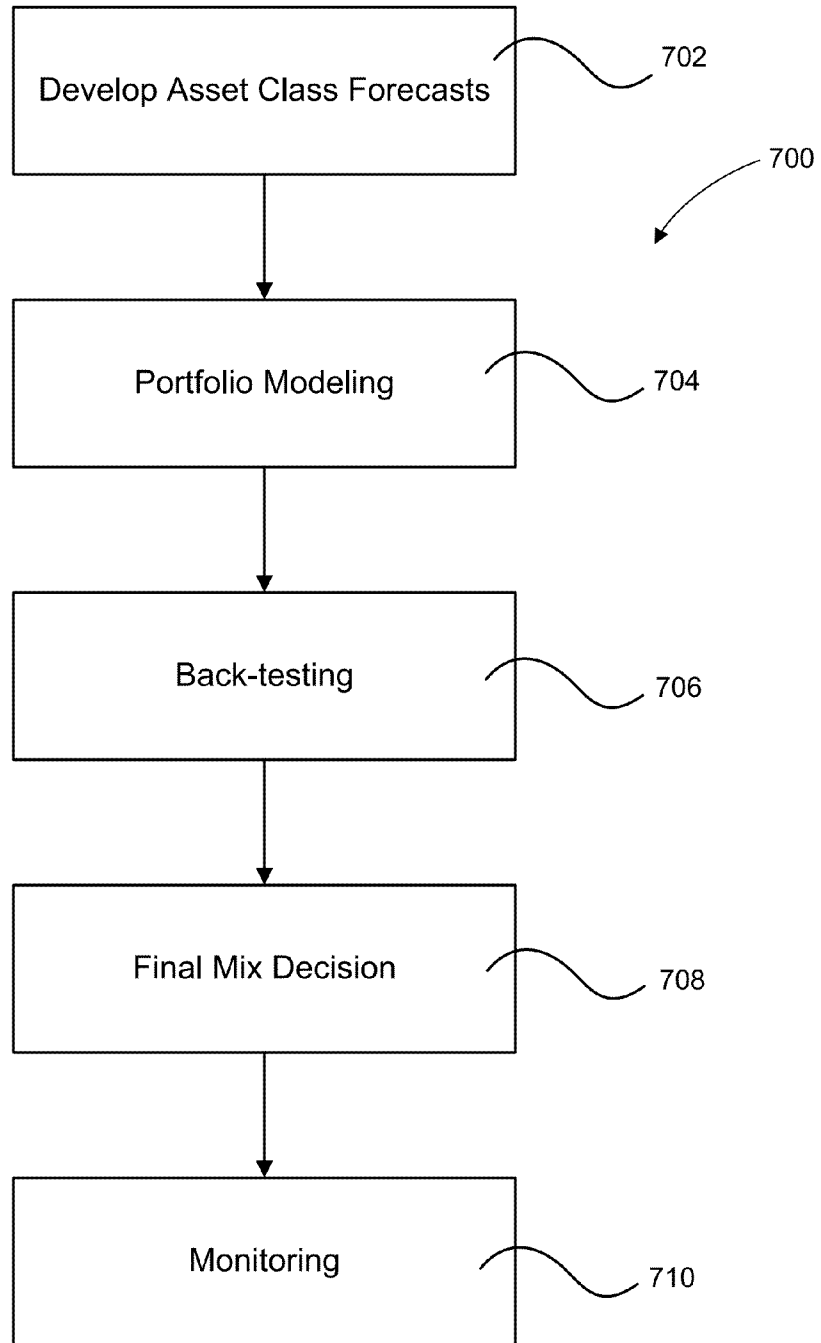 Develop Asset Class Forecasts
702
700
Portfolio Modeling
704
Back-testing
706
Final Mix Decision
708
Monitoring
710